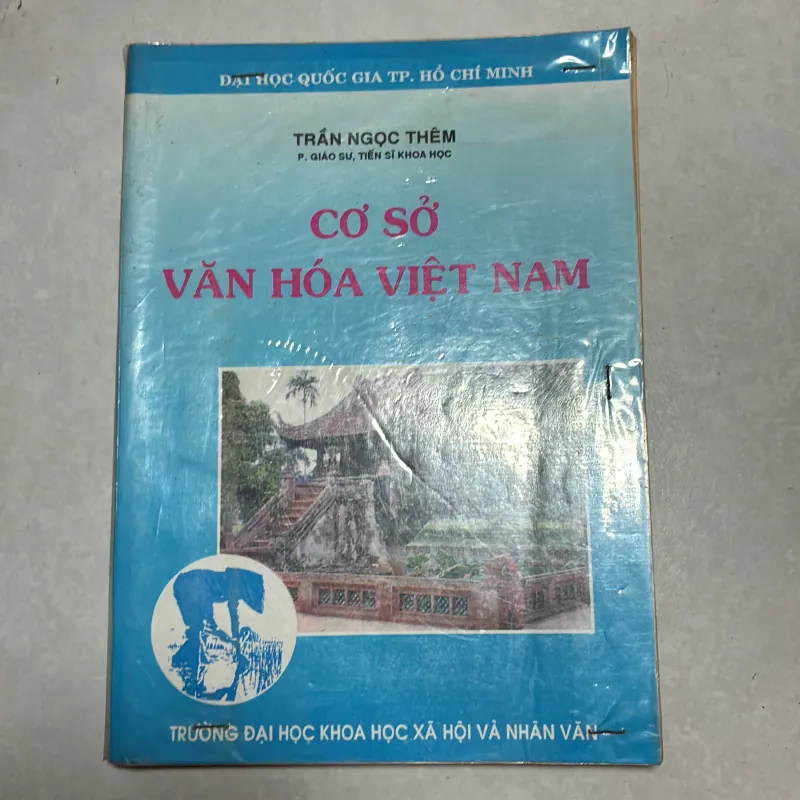 ĐẠI HỌC QUỐC GIA TP. HỒ CHÍ MINH
TRẦN NGỌC THÊM
P. GIÁO SƯ, TIẾN SĨ KHOA HỌC
CƠ SỞ
VĂN HÓA VIỆT NAM
TRƯỜNG ĐẠI HỌC KHOA HỌC XÃ HỘI VÀ NHÂN VĂN